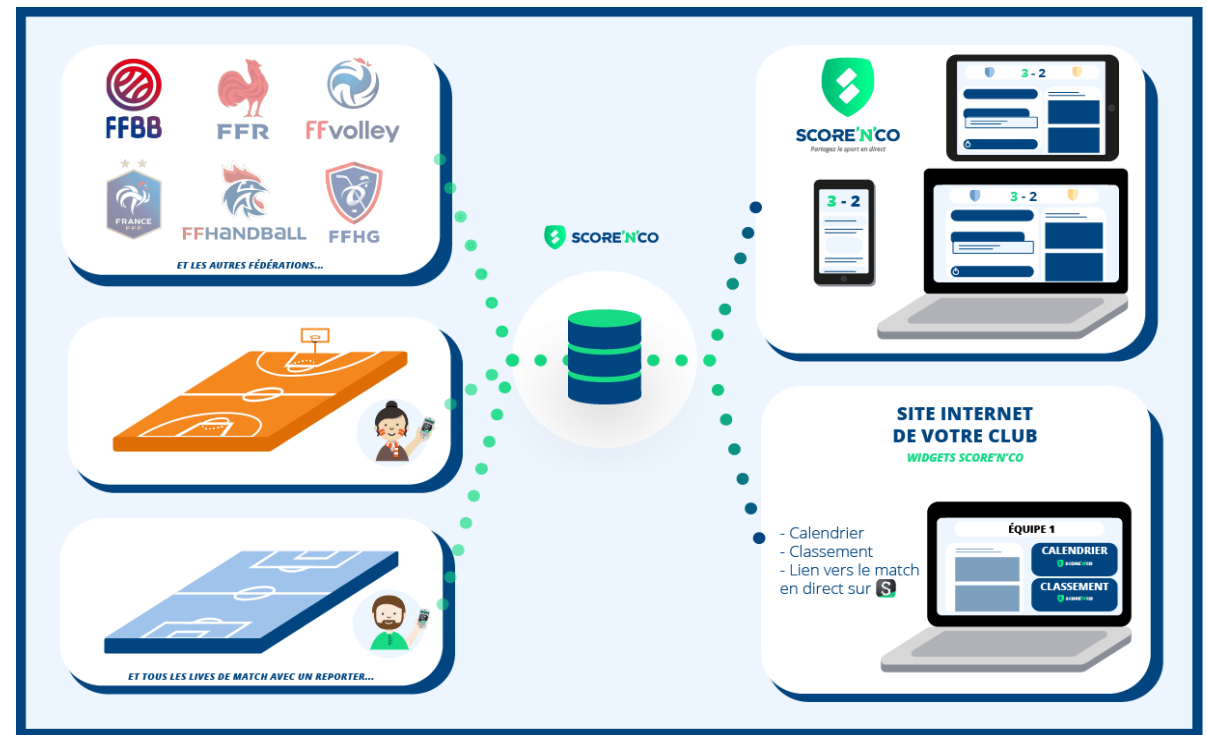 FFBB
FFR
FFvolley
FRANCE
FFF
FFHANDBALL
FFHG
ET LES AUTRES FÉDÉRATIONS...
ET TOUS LES LIVES DE MATCH AVEC UN REPORTER...
SCORE'N'CO
SCORE'N'CO
Partagez le sport en direct
3 - 2
3 - 2
3 - 2
SITE INTERNET
DE VOTRE CLUB
WIDGETS SCORE'N'CO
- Calendrier
- Classement
- Lien vers le match
en direct sur S
ÉQUIPE 1
CALENDRIER
SCORE'N'CO
CLASSEMENT
SCORE'N'CO